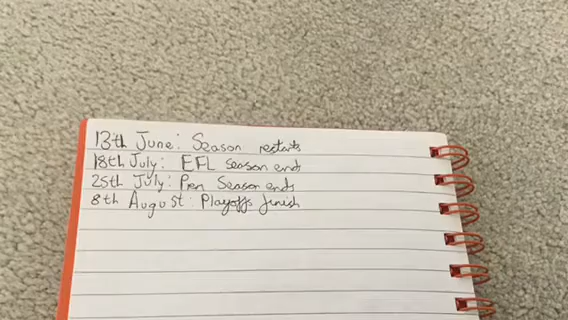 13th June: Season restarts
18th July: EFL season ends
25th July: Prem Season ends
8th August: Playoffs finish